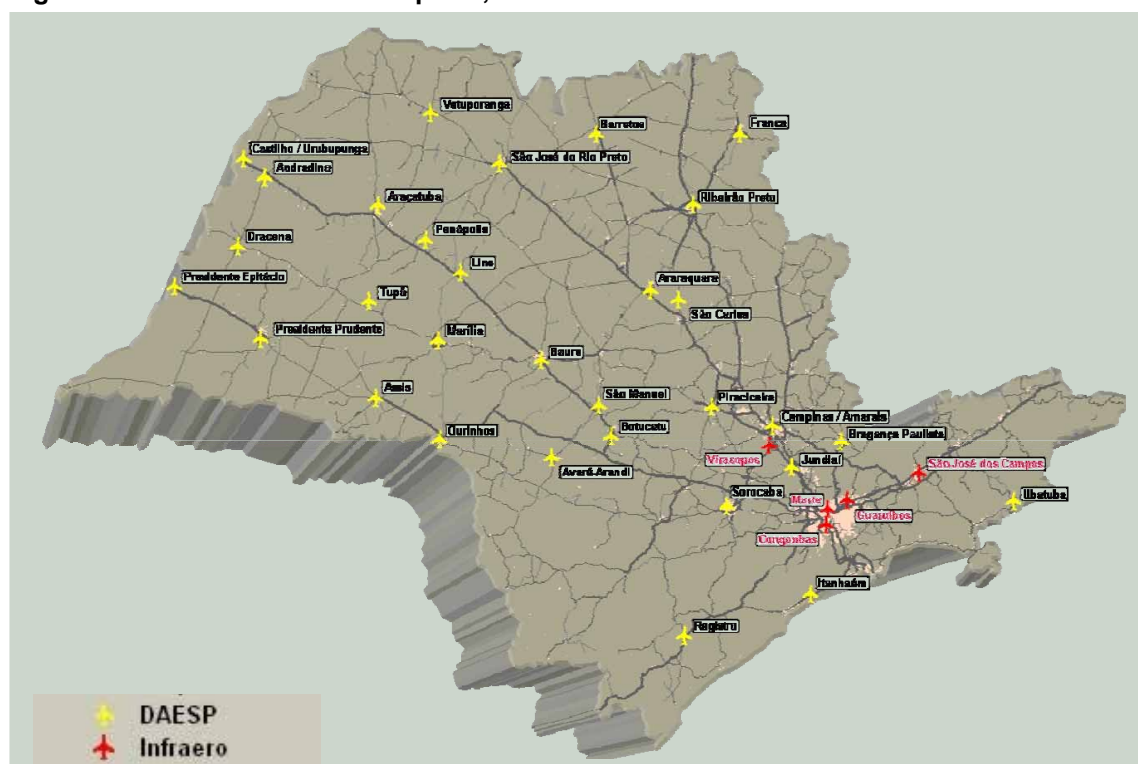 Votuporanga
Barretos
Franca
Castilho / Urubupunga
São José do Rio Preto
Andradina
Araçatuba
Ribeirão Preto
Penápolis
Dracena
Lins
Presidente Epitácio
Araraquara
Tupã
São Carlos
Presidente Prudente
Marília
Bauru
Assis
São Manuel
Piracicaba
Campinas / Amarais
Ourinhos
Botucatu
Bragança Paulista
Viracopos
Jundiaí
São José dos Campos
Avaré-Arandi
Sorocaba
Marte
Ubatuba
Guarulhos
Congonhas
Itanhaém
Registro
DAESP
Infraero